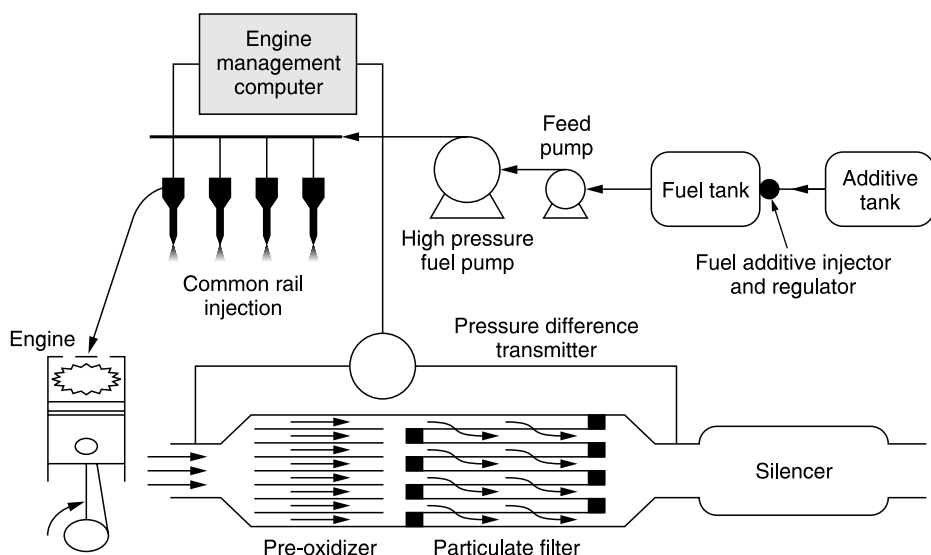 Engine
management
computer
Feed
pump
Fuel tank
Additive
tank
High pressure
fuel pump
Fuel additive injector
and regulator
Common rail
injection
Engine
Pressure difference
transmitter
Silencer
Pre-oxidizer
Particulate filter